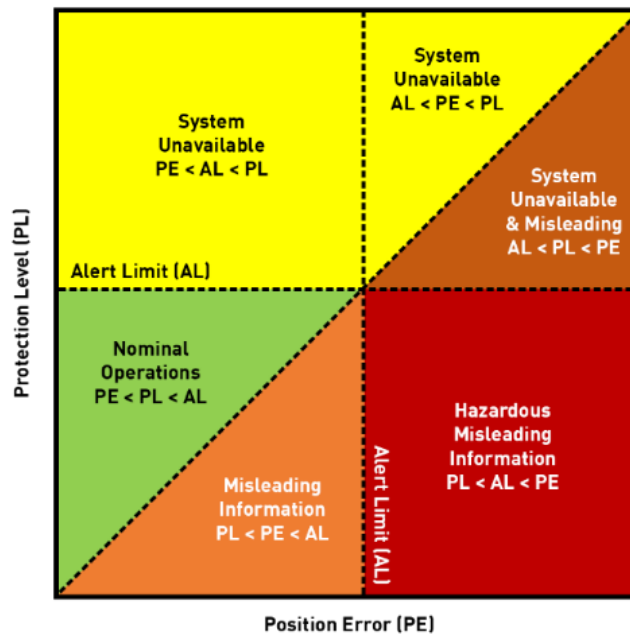 System
Unavailable
AL < PE < PL
System
Unavailable
PE < AL < PL
System
Unavailable
& Misleading
AL < PL < PE
Protection Level (PL)
Alert Limit (AL)
Nominal
Operations
PE < PL < AL
Hazardous
Misleading
Information
PL < AL < PE
Misleading
Information
PL < PE < AL
Alert Limit (AL)
Position Error (PE)